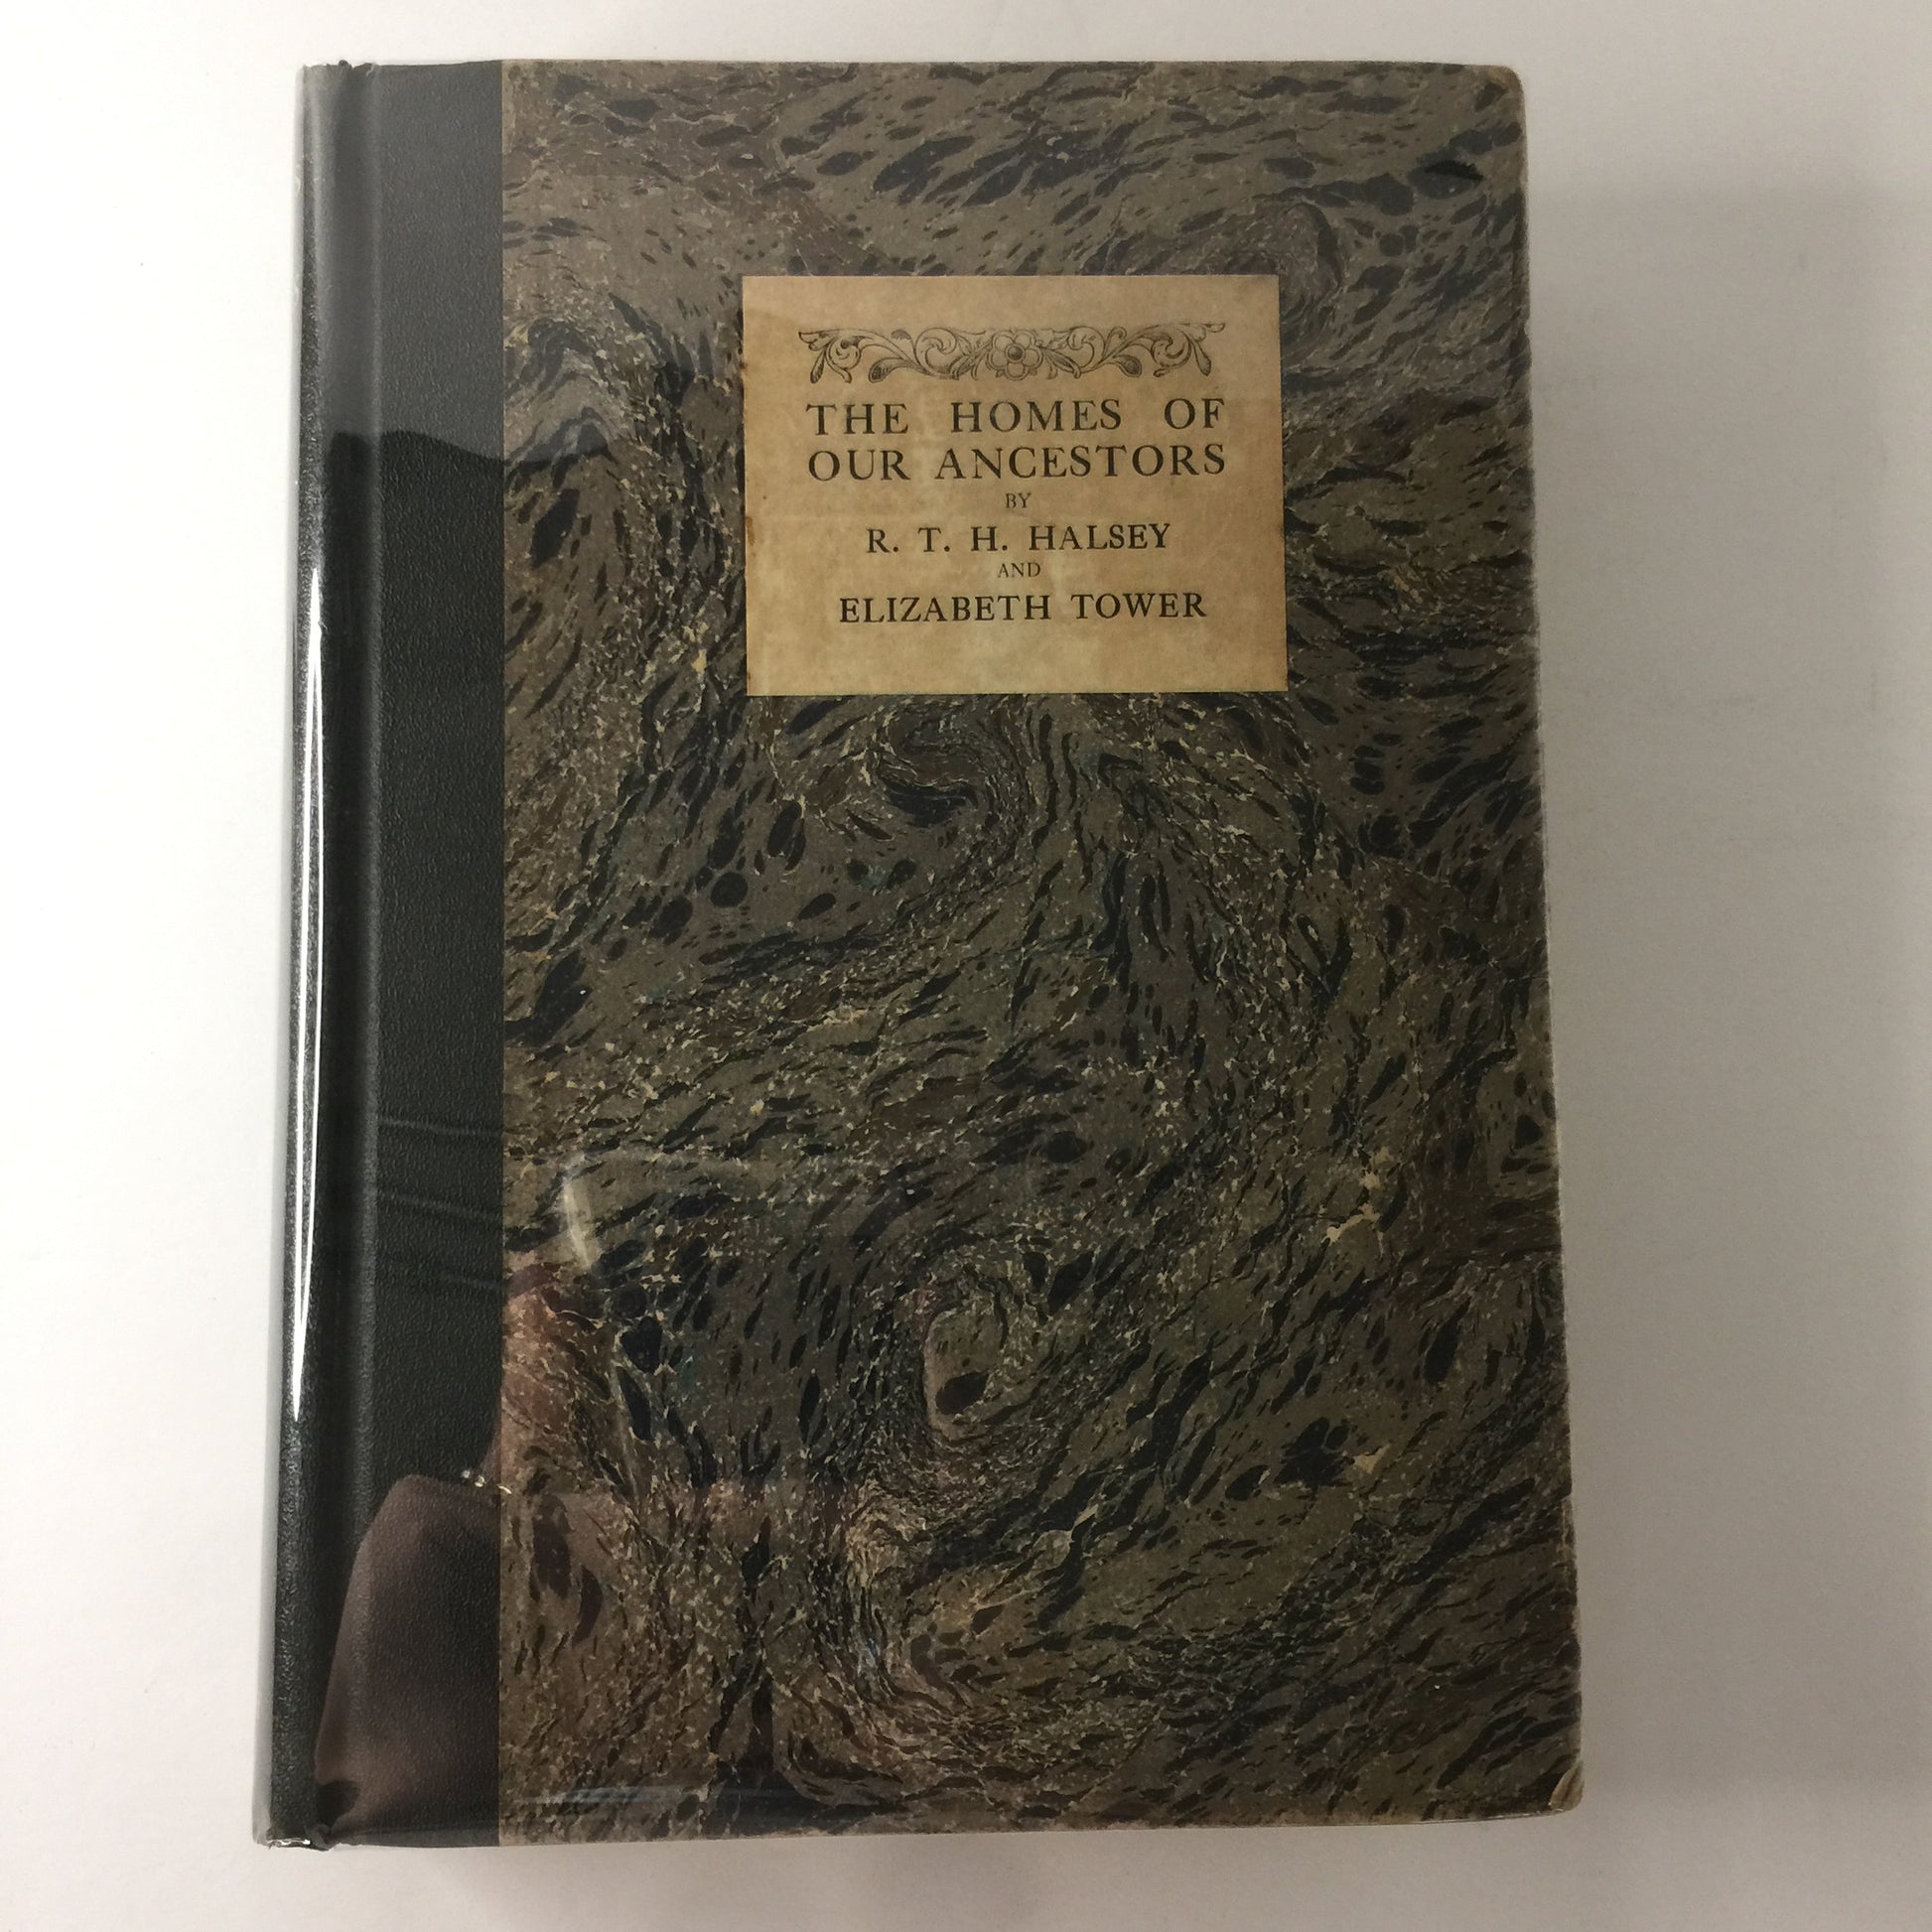 THE HOMES OF
OUR ANCESTORS
BY
R. T. H. HALSEY
AND
ELIZABETH TOWER